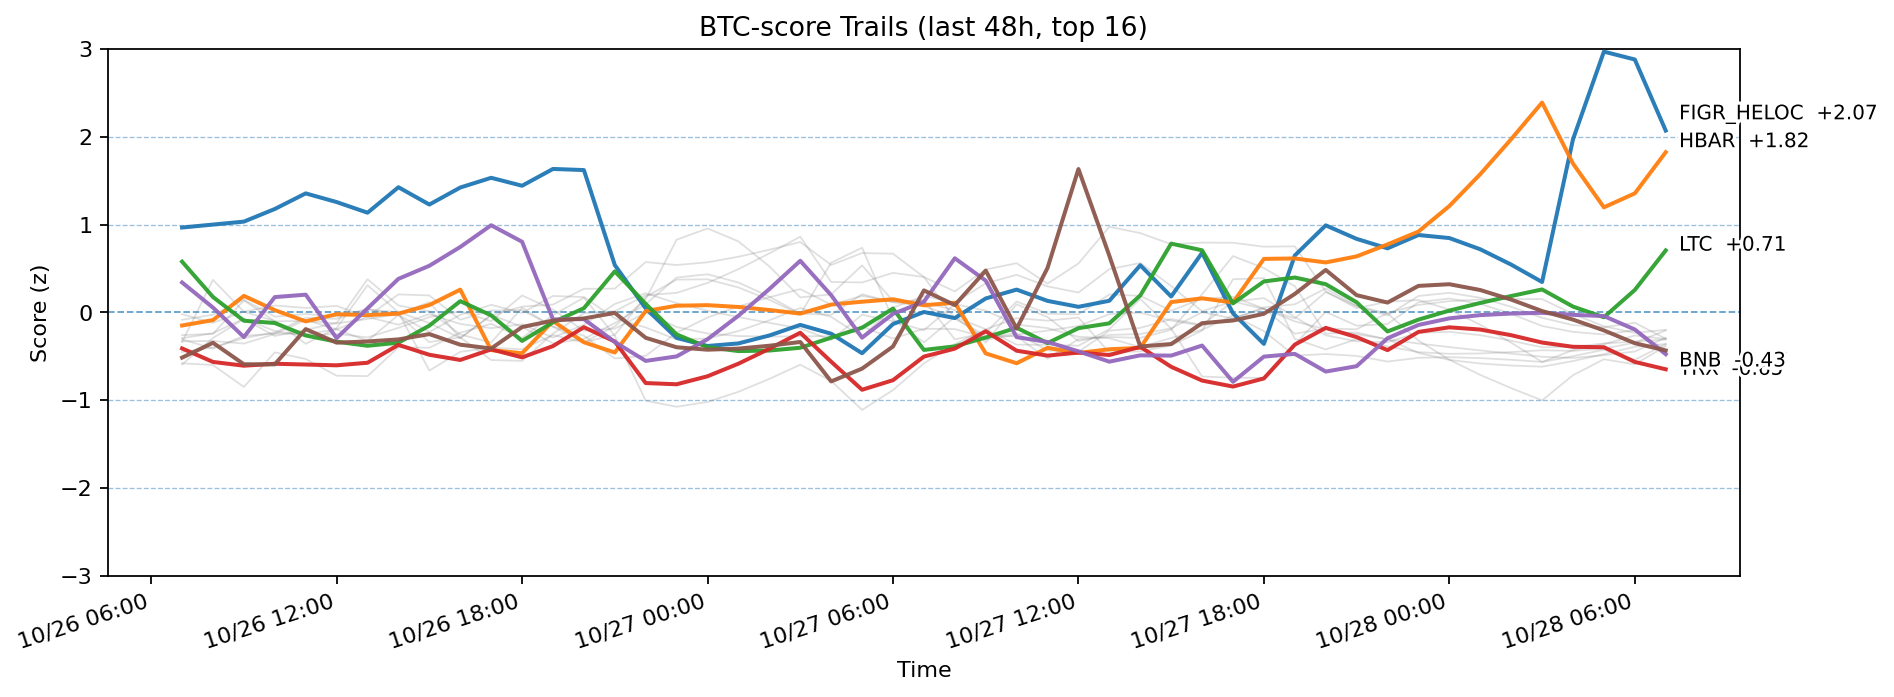 BTC-score Trails (last 48h, top 16)
Score (z)
3
2
1
0
−1
−2
−3
FIGR_HELOC +2.07
HBAR +1.82
LTC +0.71
BNB -0.43
10/26 06:00
10/26 12:00
10/26 18:00
10/27 00:00
10/27 06:00
10/27 12:00
10/27 18:00
10/28 00:00
10/28 06:00
Time